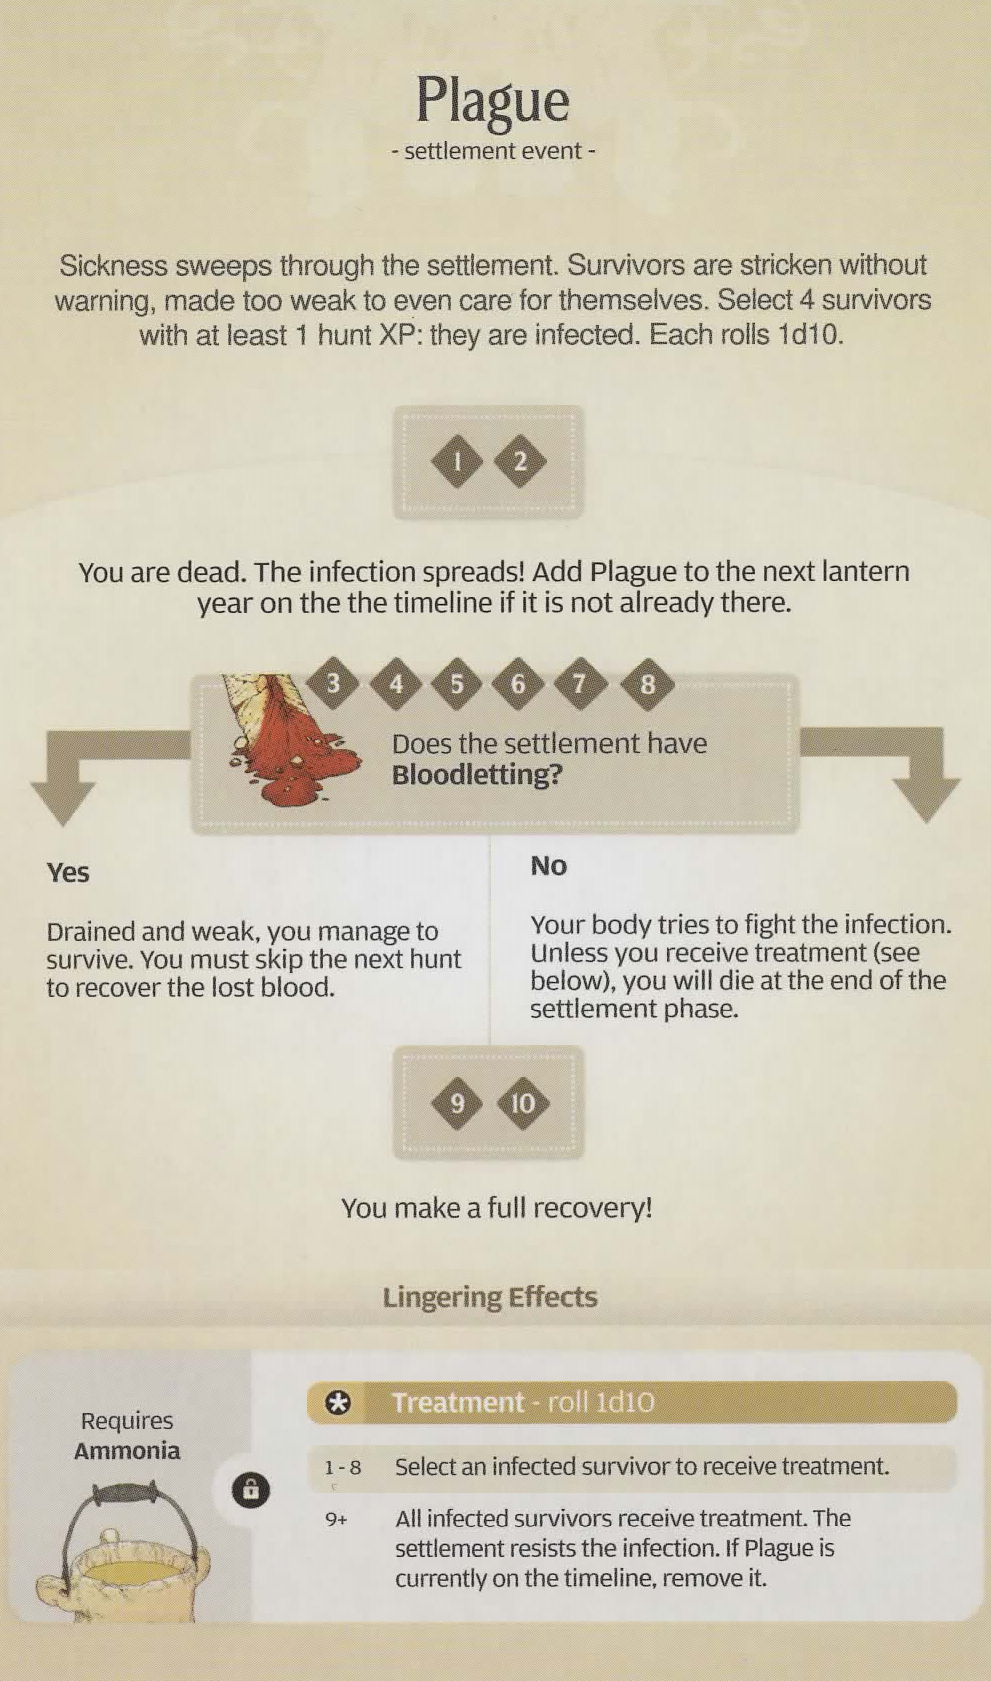 Plague
- settlement event -
Sickness sweeps through the settlement. Survivors are stricken without
warning, made too weak to even care for themselves. Select 4 survivors
with at least 1 hunt XP: they are infected. Each rolls 1d10.
1 2
You are dead. The infection spreads! Add Plague to the next lantern
year on the the timeline if it is not already there.
3 4 5 6 7 8
Does the settlement have
Bloodletting?
Yes
Drained and weak, you manage to
survive. You must skip the next hunt
to recover the lost blood.
No
Your body tries to fight the infection.
Unless you receive treatment (see
below), you will die at the end of the
settlement phase.
9 10
You make a full recovery!
Lingering Effects
Requires
Ammonia
Treatment - roll 1d10
1 - 8 Select an infected survivor to receive treatment.
9+ All infected survivors receive treatment. The
settlement resists the infection. If Plague is
currently on the timeline, remove it.